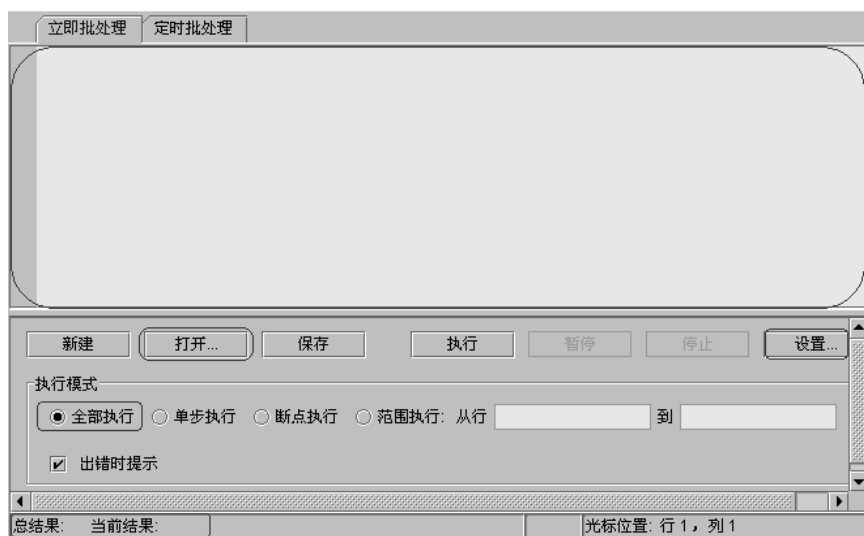 立即批处理 定时批处理
新建 打开... 保存 执行 暂停 停止 设置...
执行模式
全部执行 单步执行 断点执行 范围执行: 从行 到
出错时提示
总结果: 当前结果: 光标位置: 行 1，列 1